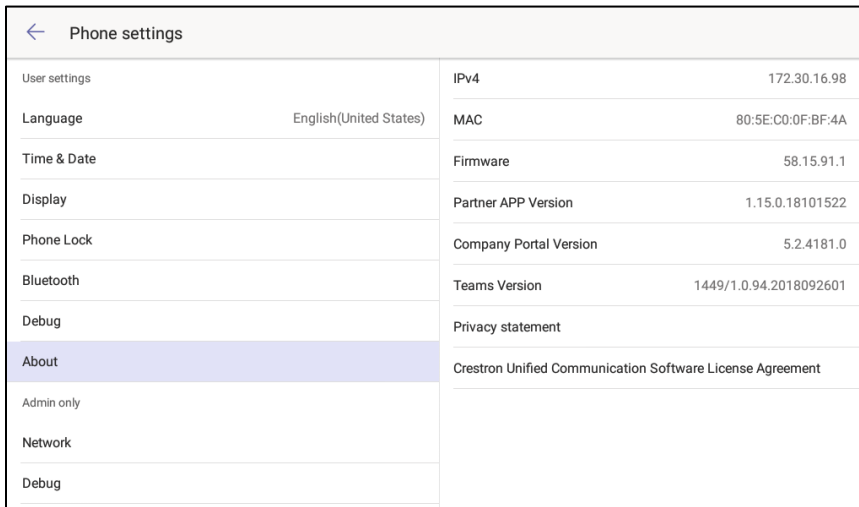 Phone settings
User settings
Language English(United States)
Time & Date
Display
Phone Lock
Bluetooth
Debug
About
Admin only
Network
Debug
IPv4 172.30.16.98
MAC 80:5E:C0:0F:BF:4A
Firmware 58.15.91.1
Partner APP Version 1.15.0.18101522
Company Portal Version 5.2.4181.0
Teams Version 1449/1.0.94.2018092601
Privacy statement
Crestron Unified Communication Software License Agreement